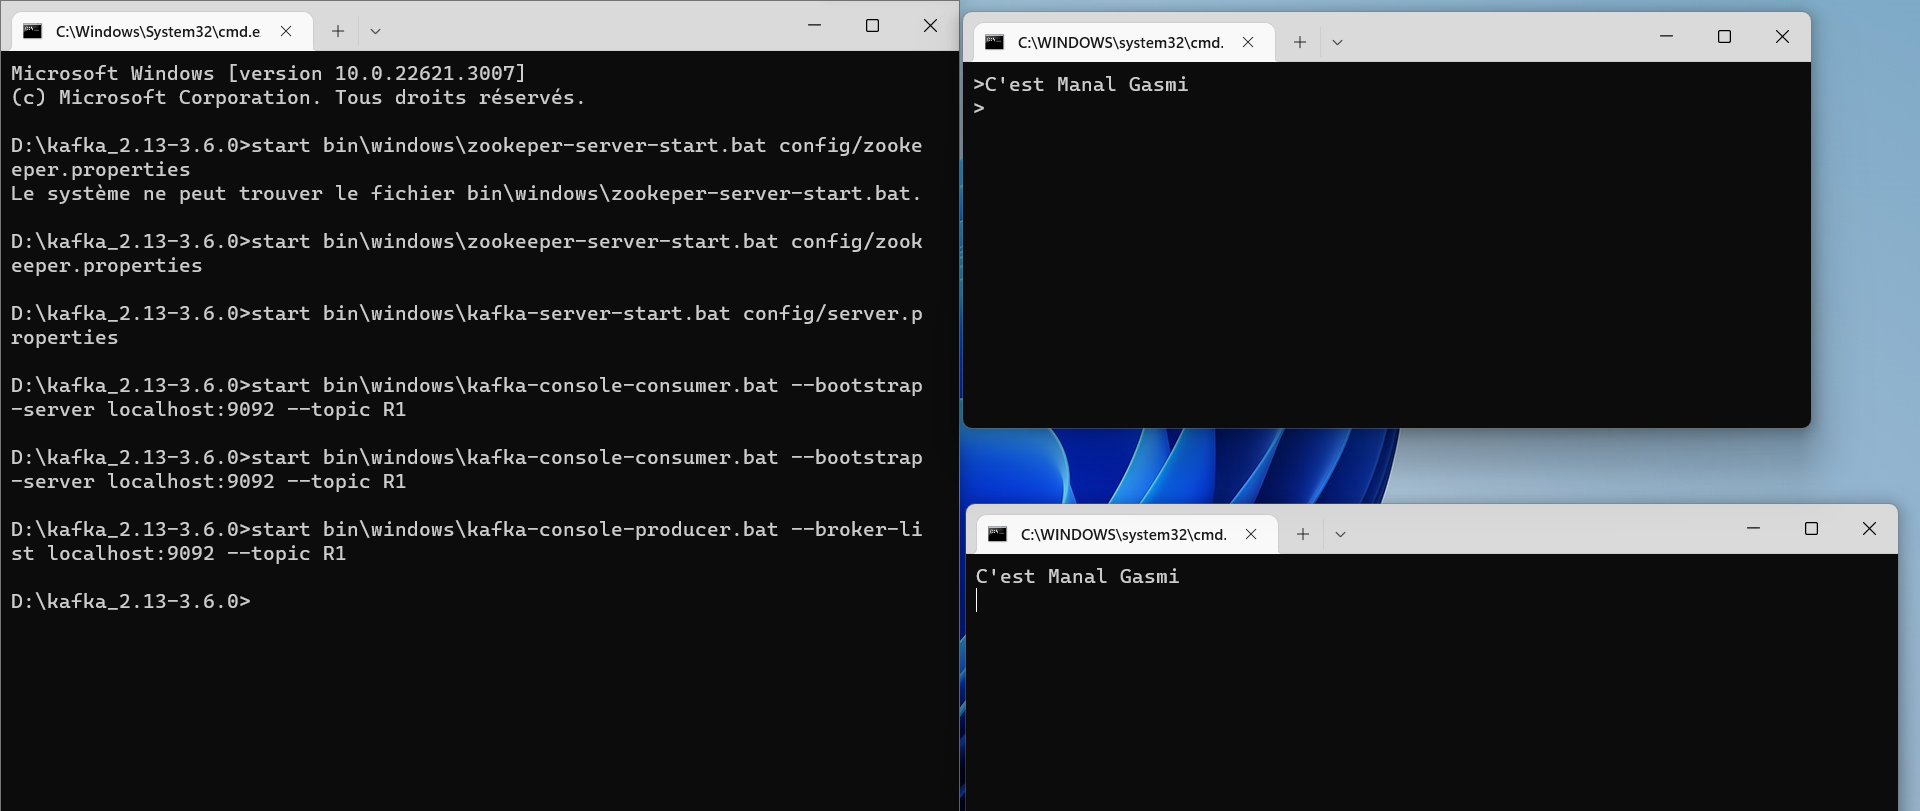 C:\Windows\System32\cmd.e
Microsoft Windows [version 10.0.22621.3007]
(c) Microsoft Corporation. Tous droits réservés.
D:\kafka_2.13-3.6.0>start bin\windows\zookeper-server-start.bat config/zooke
eper.properties
Le système ne peut trouver le fichier bin\windows\zookeper-server-start.bat.
D:\kafka_2.13-3.6.0>start bin\windows\zookeeper-server-start.bat config/zook
eeper.properties
D:\kafka_2.13-3.6.0>start bin\windows\kafka-server-start.bat config/server.p
roperties
D:\kafka_2.13-3.6.0>start bin\windows\kafka-console-consumer.bat --bootstrap
-server localhost:9092 --topic R1
D:\kafka_2.13-3.6.0>start bin\windows\kafka-console-consumer.bat --bootstrap
-server localhost:9092 --topic R1
D:\kafka_2.13-3.6.0>start bin\windows\kafka-console-producer.bat --broker-li
st localhost:9092 --topic R1
D:\kafka_2.13-3.6.0>
C:\WINDOWS\system32\cmd.
>C'est Manal Gasmi
>
C:\WINDOWS\system32\cmd.
C'est Manal Gasmi